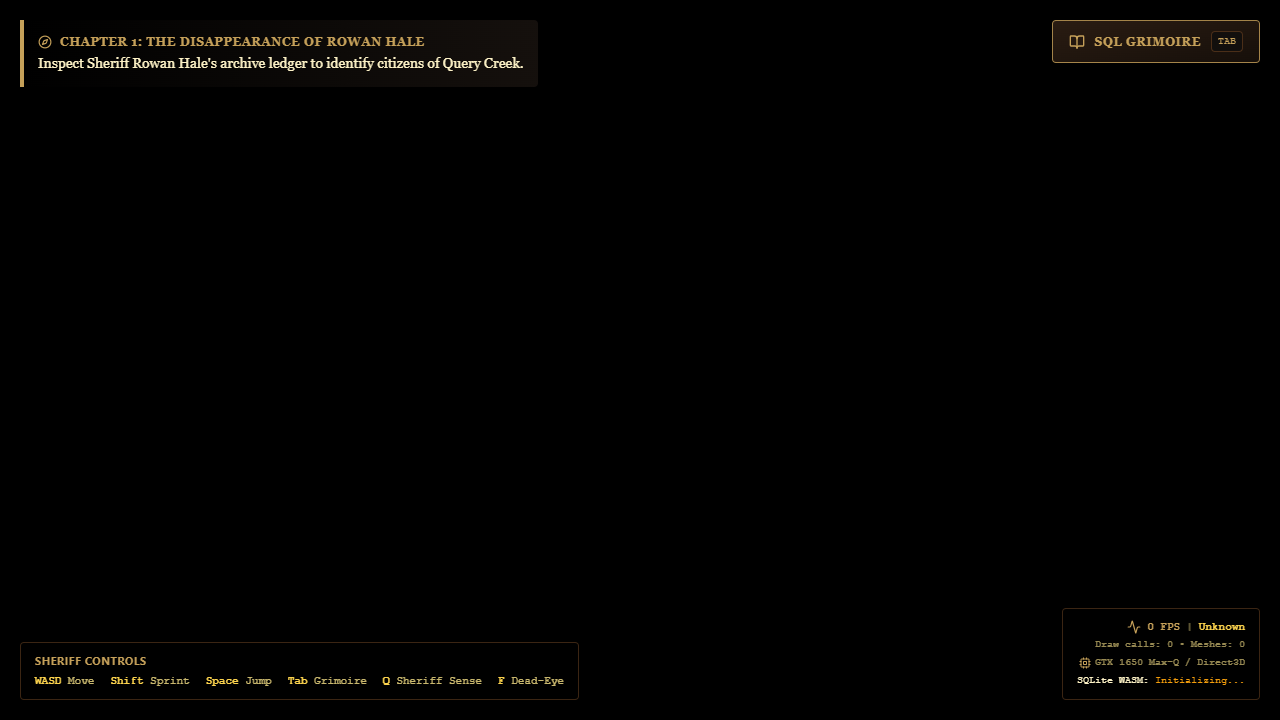 CHAPTER 1: THE DISAPPEARANCE OF ROWAN HALE
Inspect Sheriff Rowan Hale's archive ledger to identify citizens of Query Creek.
SQL GRIMOIRE TAB
SHERIFF CONTROLS
WASD Move Shift Sprint Space Jump Tab Grimoire Q Sheriff Sense F Dead-Eye
0 FPS | Unknown
Draw calls: 0 • Meshes: 0
GTX 1650 Max-Q / Direct3D
SQLite WASM: Initializing...